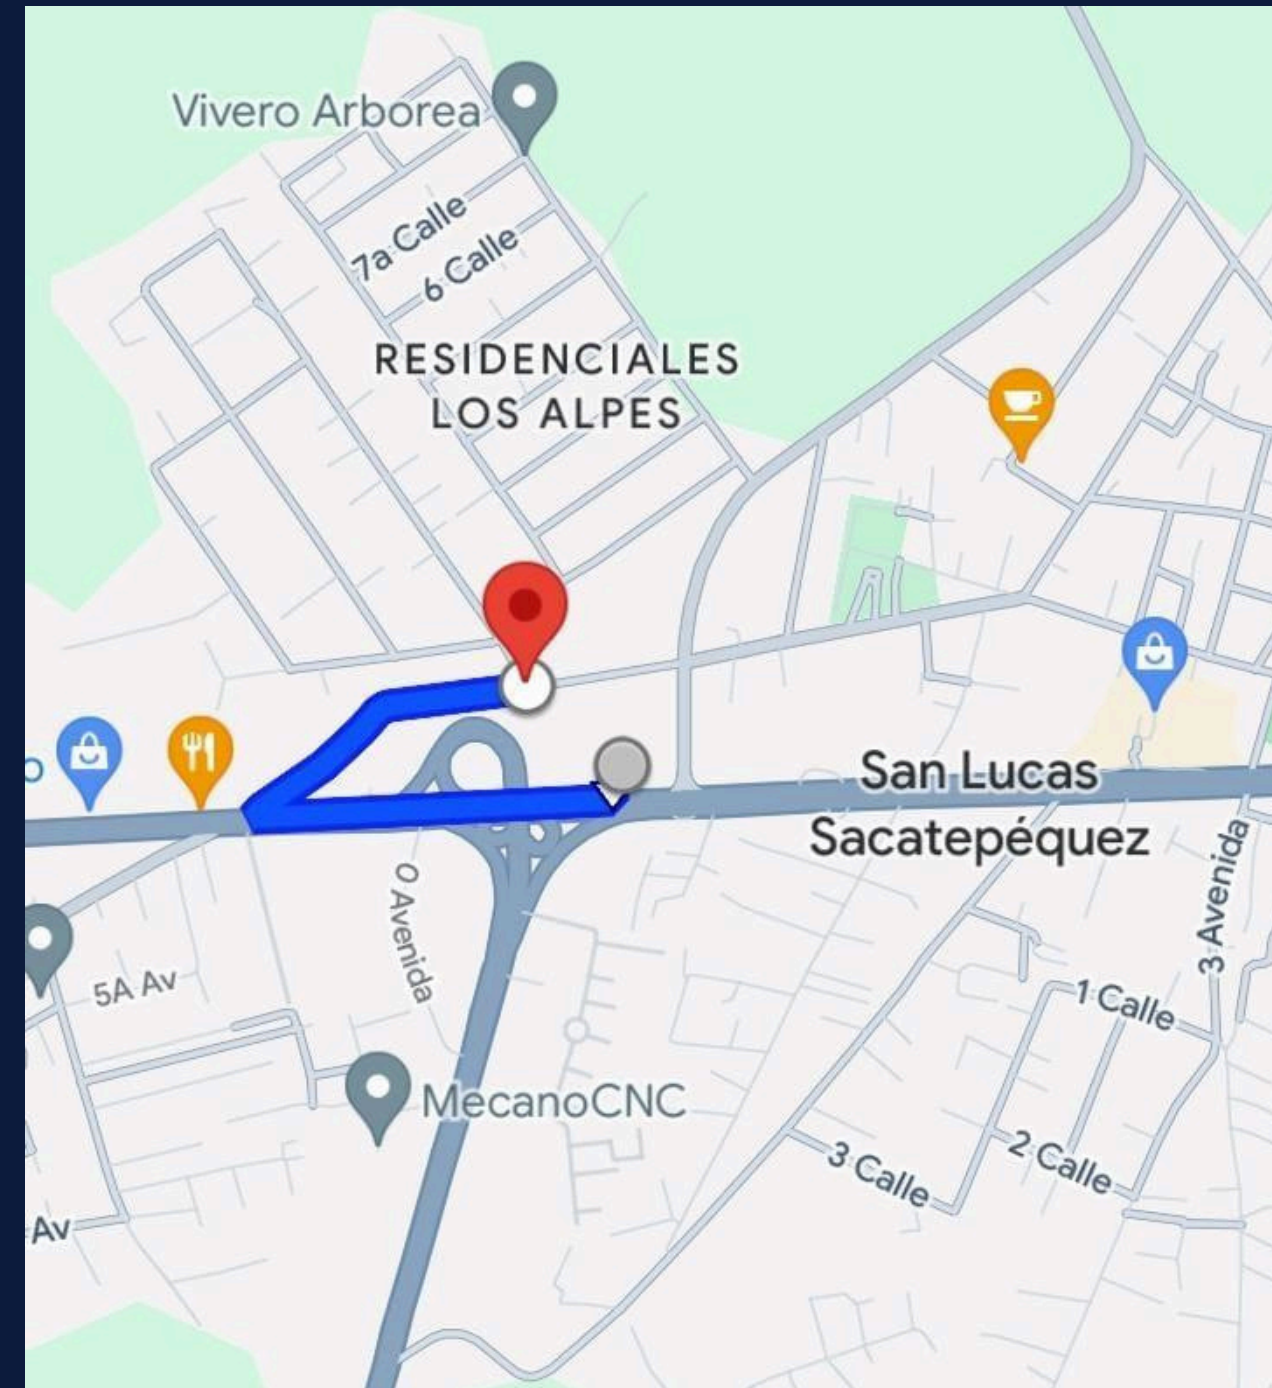 Vivero Arborea
7a Calle
6 Calle
RESIDENCIALES
LOS ALPES
o
San Lucas
Sacatepéquez
0 Avenida
3 Avenida
5A Av
1 Calle
MecanoCNC
2 Calle
3 Calle
Av